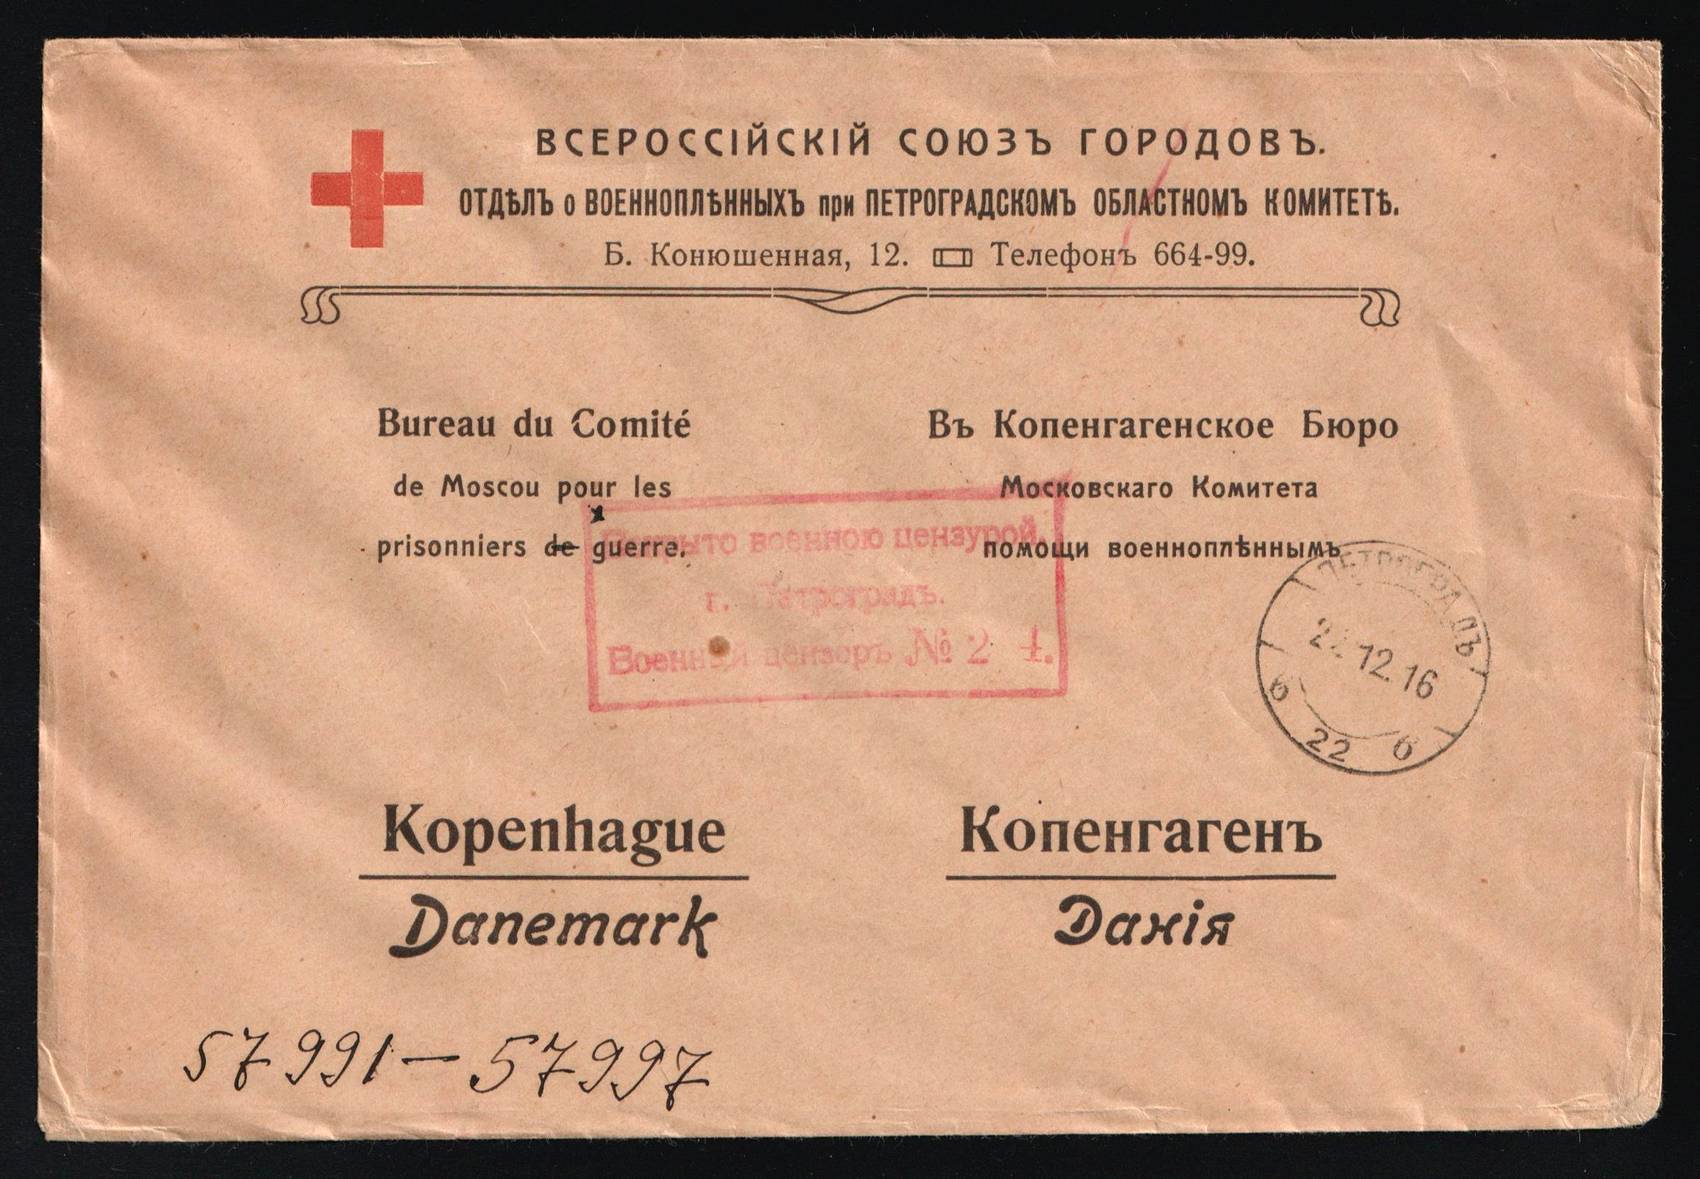 ВСЕРОССІЙСКІЙ СОЮЗЪ ГОРОДОВЪ.
ОТДѢЛЪ о ВОЕННОПЛѢННЫХЪ при ПЕТРОГРАДСКОМЪ ОБЛАСТНОМЪ КОМИТЕТѢ.
Б. Конюшенная, 12. Телефонъ 664-99.
Bureau du Comité
de Moscou pour les
prisonniers de guerre.
Въ Копенгагенское Бюро
Московскаго Комитета
помощи военноплѣннымъ
Вскрыто военною цензурой.
г. Петроградъ.
Военный цензоръ № 2 4.
ПЕТРОГРАДЪ
12.16
б 22 б
Kopenhague
Danemark
Копенгагенъ
Данія
57991-57997